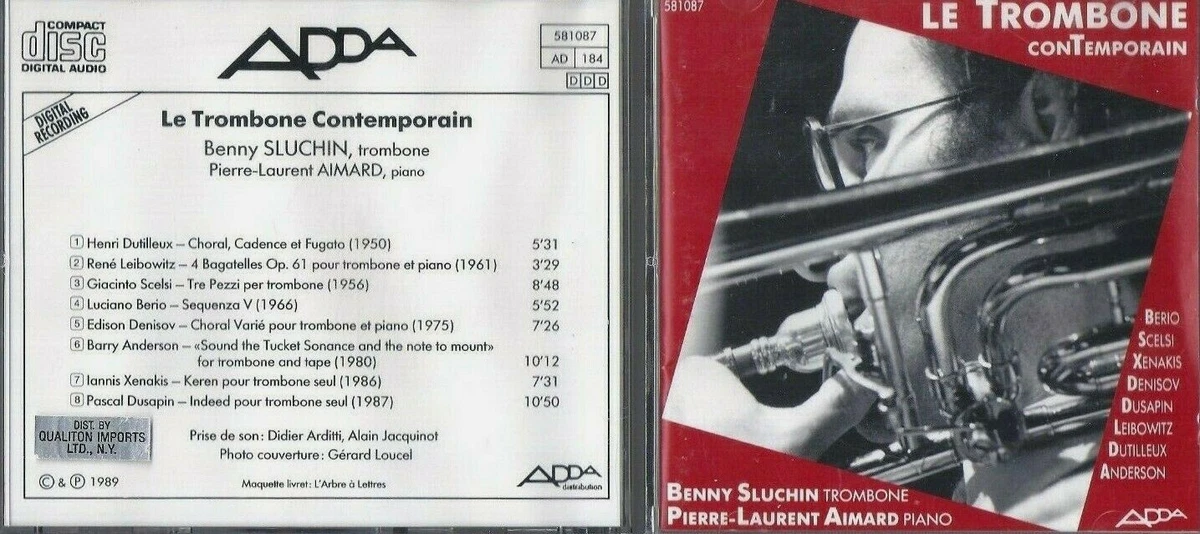 COMPACT
disc
DIGITAL AUDIO
ADDA
581087
AD 184
DDD
DIGITAL
RECORDING
Le Trombone Contemporain
Benny SLUCHIN, trombone
Pierre-Laurent AIMARD, piano
1 Henri Dutilleux – Choral, Cadence et Fugato (1950) 5'31
2 René Leibowitz – 4 Bagatelles Op. 61 pour trombone et piano (1961) 3'29
3 Giacinto Scelsi – Tre Pezzi per trombone (1956) 8'48
4 Luciano Berio – Sequenza V (1966) 5'52
5 Edison Denisov – Choral Varié pour trombone et piano (1975) 7'26
6 Barry Anderson – «Sound the Tucket Sonance and the note to mount»
for trombone and tape (1980) 10'12
7 Iannis Xenakis – Keren pour trombone seul (1986) 7'31
8 Pascal Dusapin – Indeed pour trombone seul (1987) 10'50
DIST. BY
QUALITON IMPORTS
LTD., N.Y.
Prise de son : Didier Arditti, Alain Jacquinot
Photo couverture : Gérard Loucel
© & ℗ 1989
Maquette livret : L'Arbre à Lettres
ADDA
distribution
581087
LE TROMBONE
CONTEMPORAIN
BERIO
SCELSI
XENAKIS
DENISOV
DUSAPIN
LEIBOWITZ
DUTILLEUX
ANDERSON
BENNY SLUCHIN TROMBONE
PIERRE-LAURENT AIMARD PIANO
ADDA